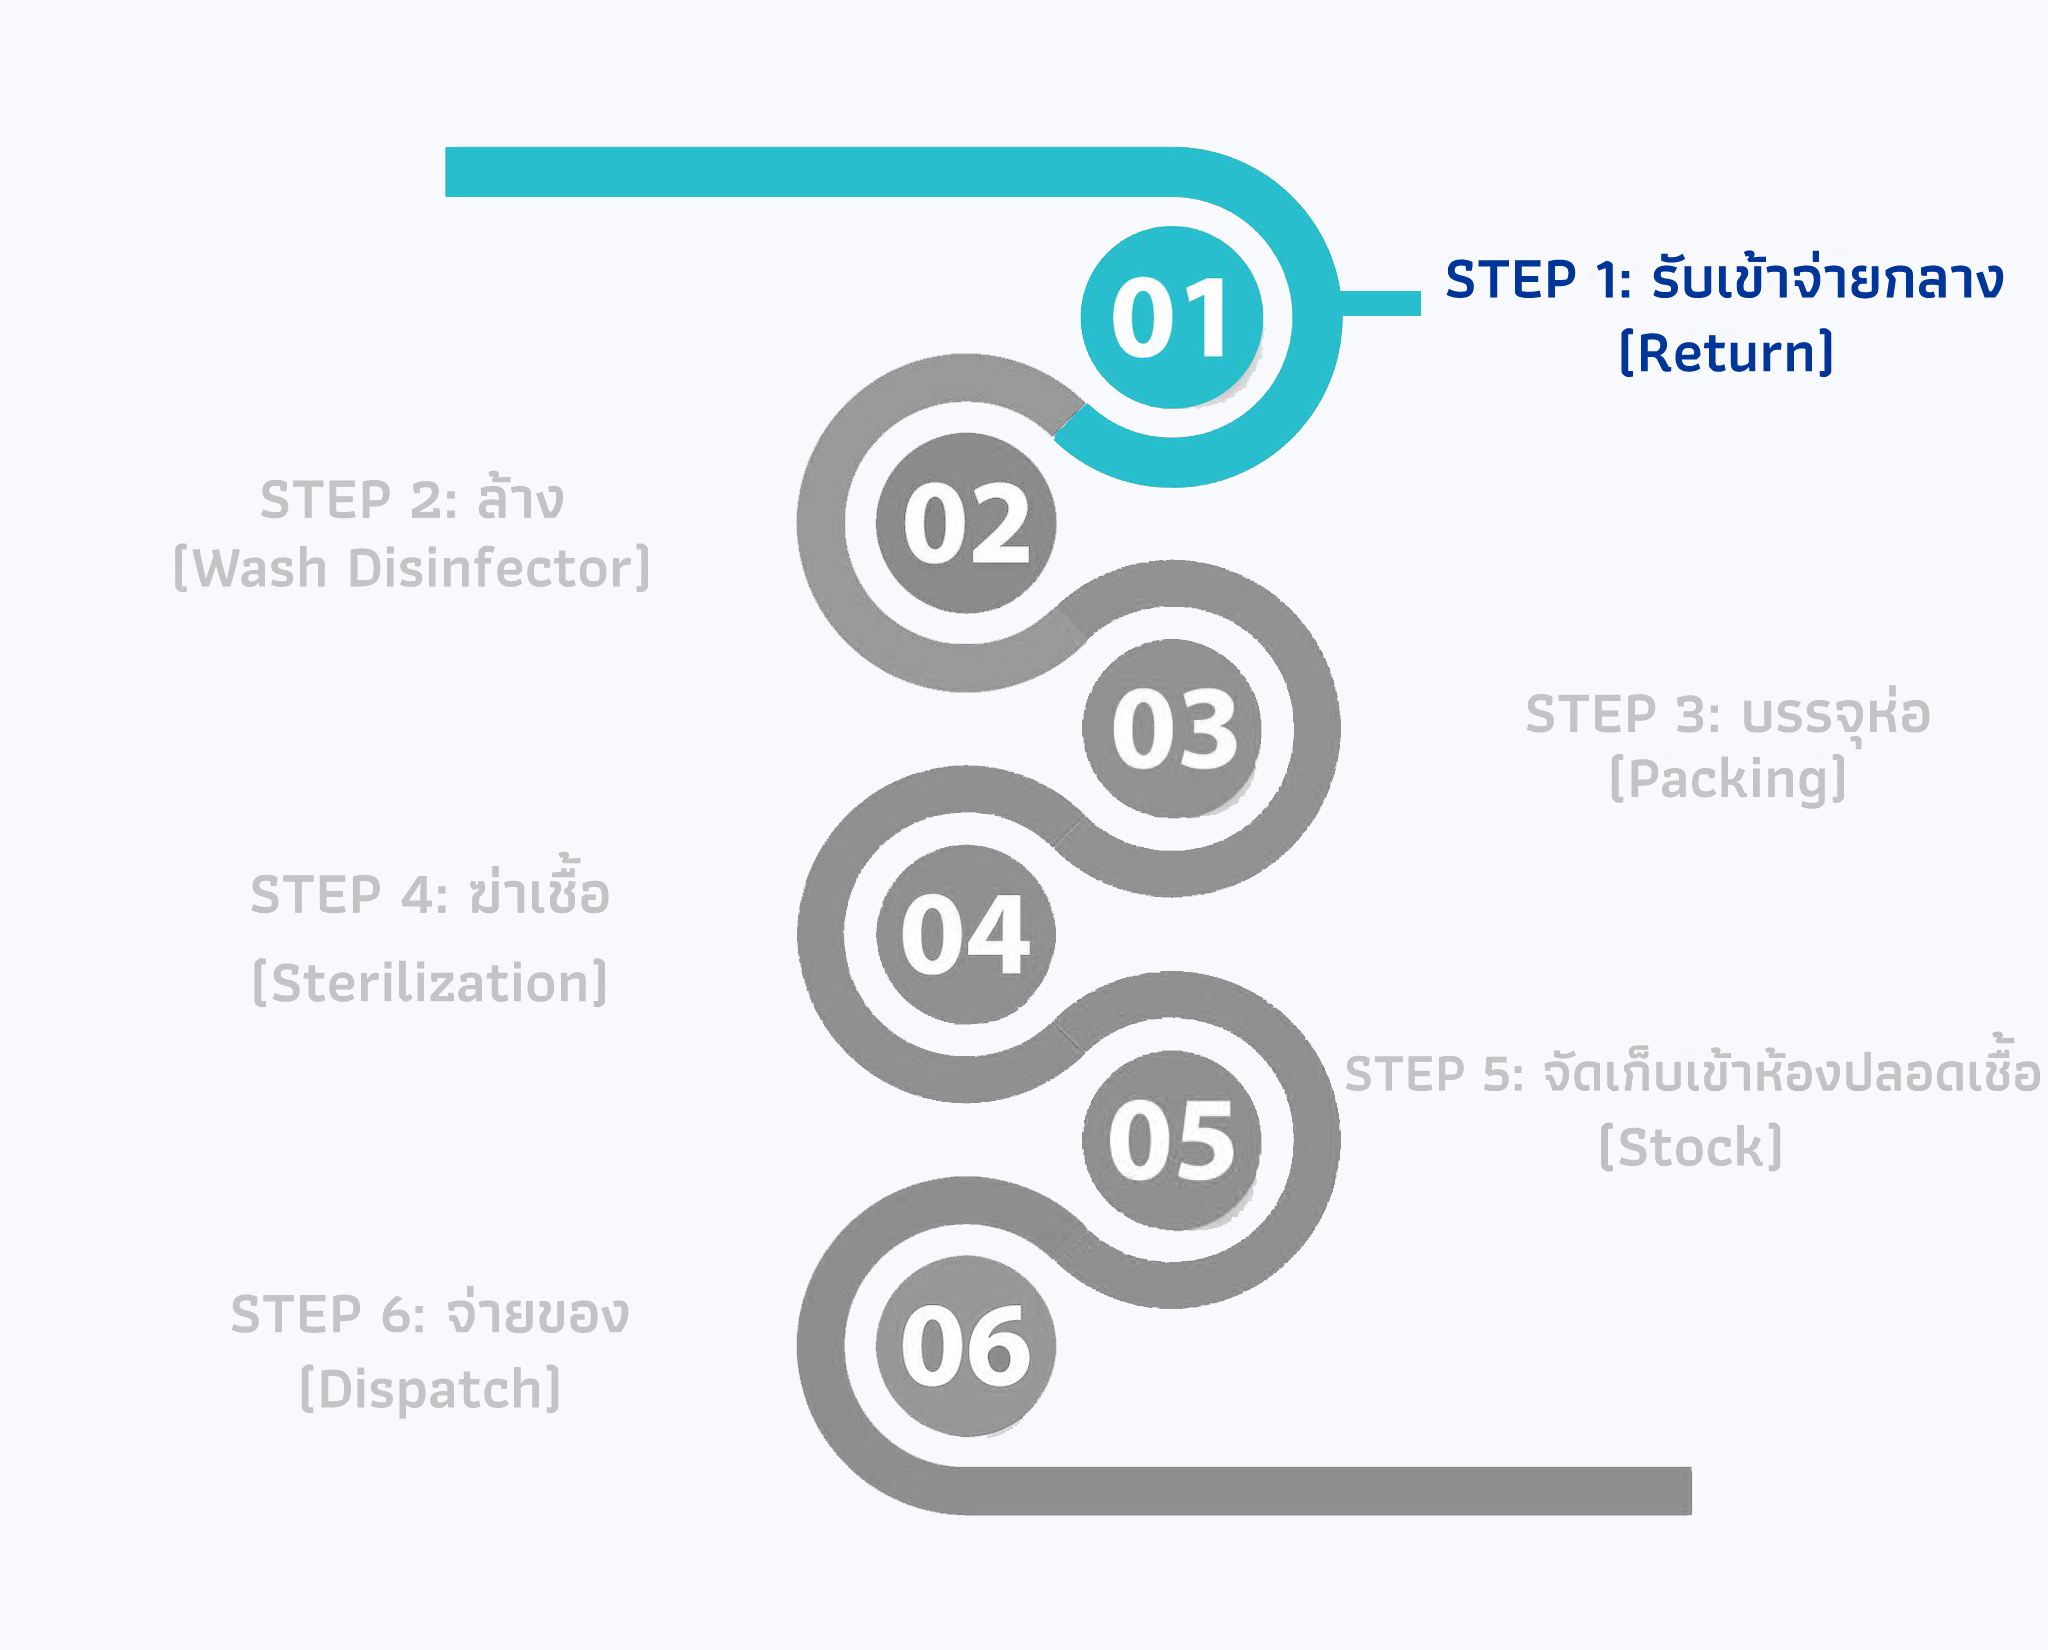 01
STEP 1: รับเข้าจ่ายกลาง
(Return)
02
STEP 2: ล้าง
(Wash Disinfector)
03
STEP 3: บรรจุห่อ
(Packing)
04
STEP 4: ฆ่าเชื้อ
(Sterilization)
05
STEP 5: จัดเก็บเข้าห้องปลอดเชื้อ
(Stock)
06
STEP 6: จ่ายของ
(Dispatch)